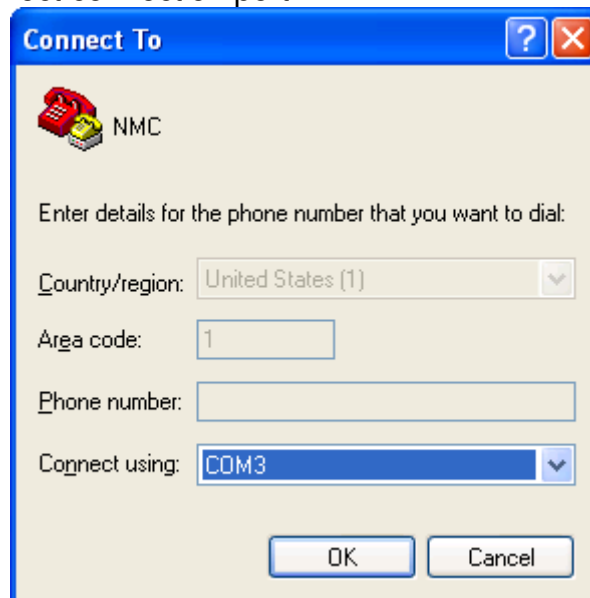 Connect To
NMC
Enter details for the phone number that you want to dial:
Country/region: United States (1)
Area code: 1
Phone number:
Connect using: COM3
OK Cancel